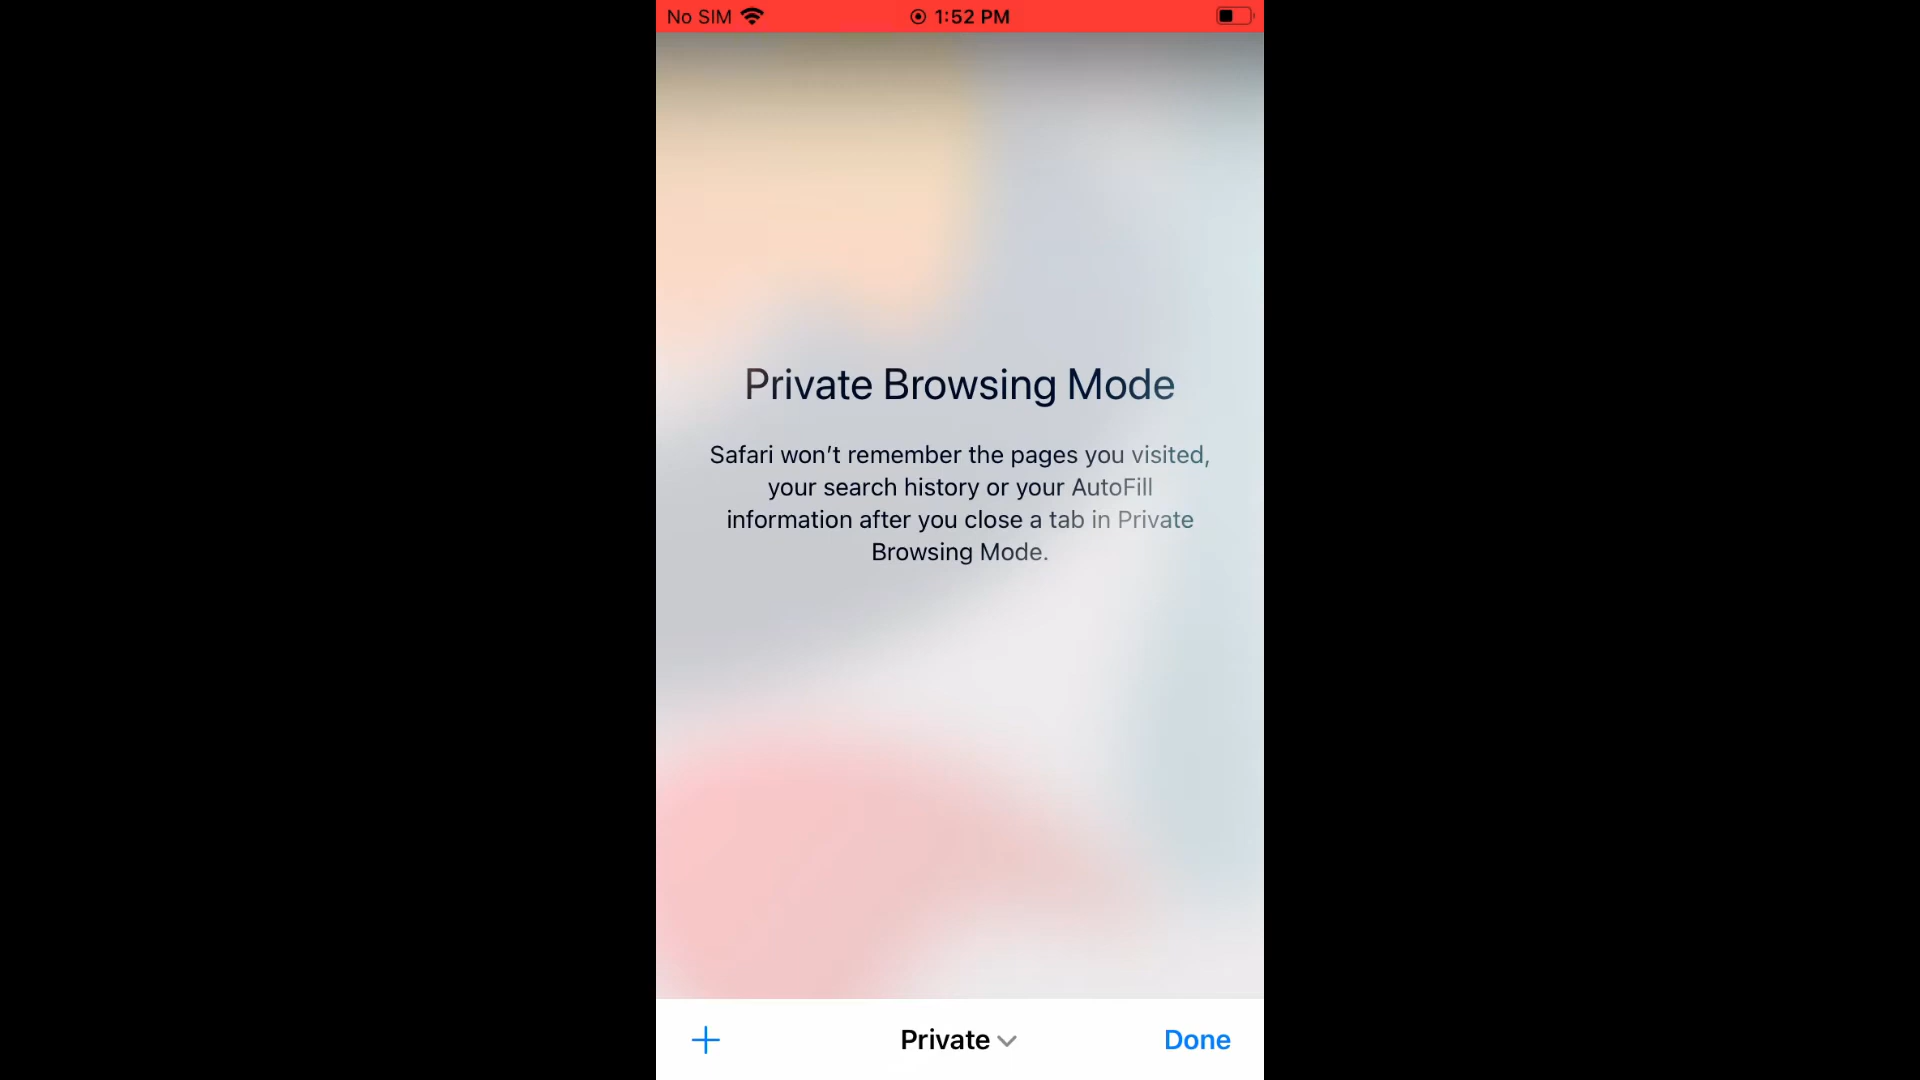 No SIM 1:52 PM
Private Browsing Mode
Safari won’t remember the pages you visited,
your search history or your AutoFill
information after you close a tab in Private
Browsing Mode.
Private Done